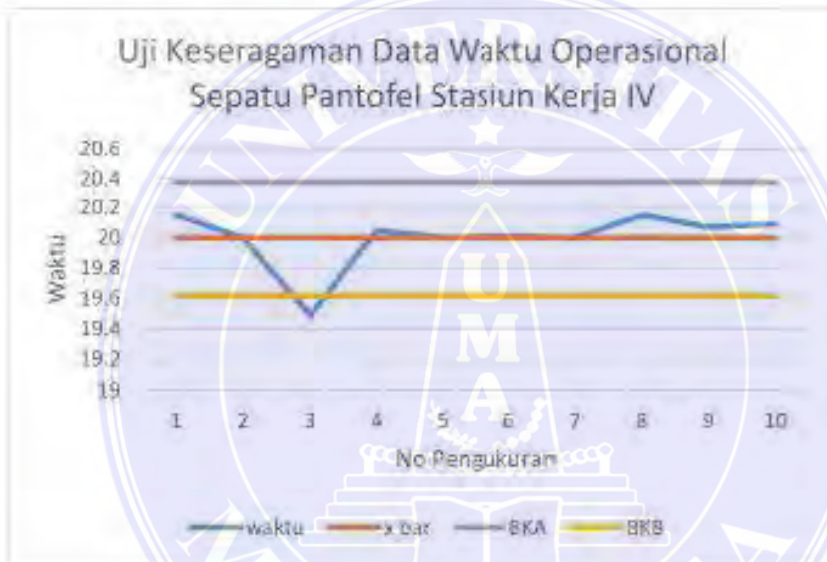 Uji Keseragaman Data Waktu Operasional
Sepatu Pantofel Stasiun Kerja IV
20.6
20.4
20.2
20
19.8
19.6
19.4
19.2
19
Waktu
1 2 3 4 5 6 7 8 9 10
No Pengukuran
waktu x bar BKA BKB
UNIVERSITAS
UMA